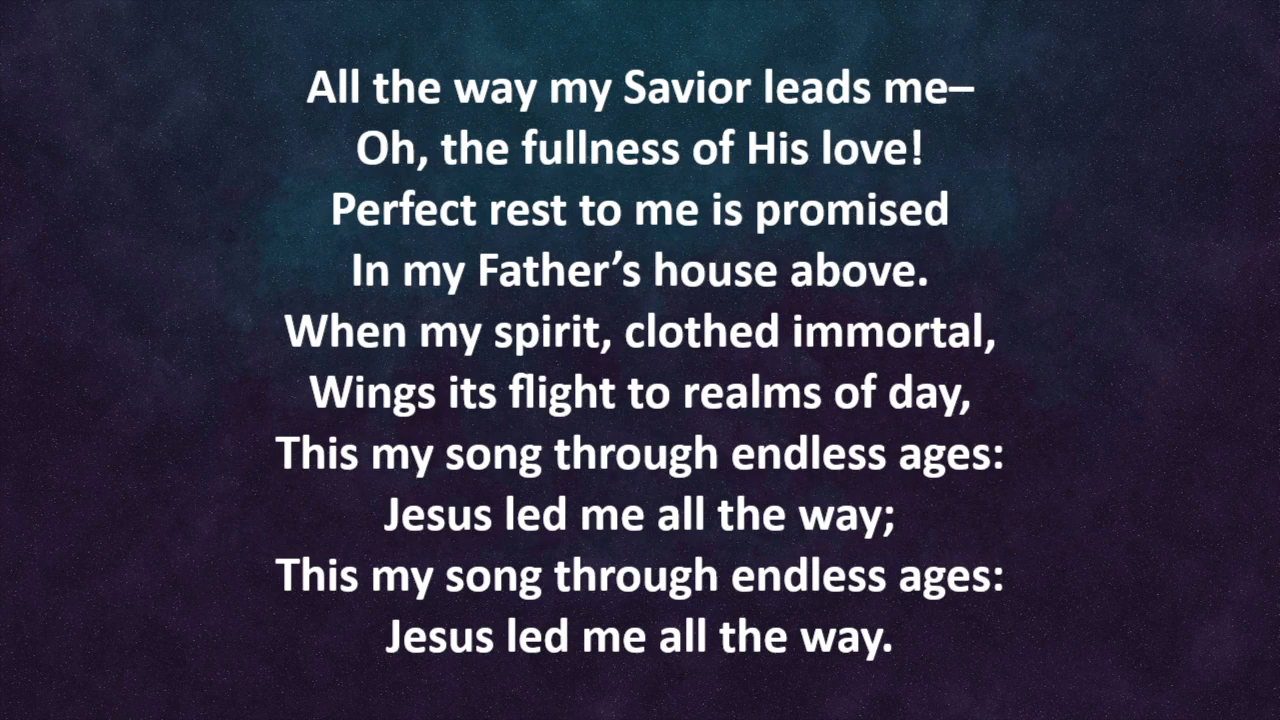 All the way my Savior leads me–
Oh, the fullness of His love!
Perfect rest to me is promised
In my Father’s house above.
When my spirit, clothed immortal,
Wings its flight to realms of day,
This my song through endless ages:
Jesus led me all the way;
This my song through endless ages:
Jesus led me all the way.